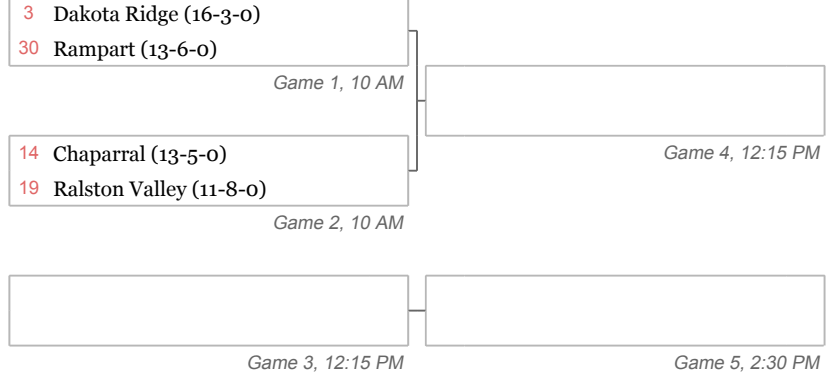 3 Dakota Ridge (16-3-0)
30 Rampart (13-6-0)
Game 1, 10 AM
14 Chaparral (13-5-0)
Game 4, 12:15 PM
19 Ralston Valley (11-8-0)
Game 2, 10 AM
Game 3, 12:15 PM
Game 5, 2:30 PM